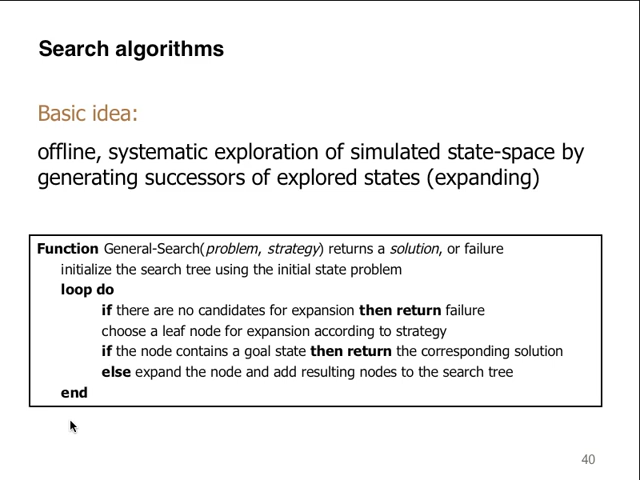 Search algorithms
Basic idea:
offline, systematic exploration of simulated state-space by
generating successors of explored states (expanding)
Function General-Search(problem, strategy) returns a solution, or failure
initialize the search tree using the initial state problem
loop do
if there are no candidates for expansion then return failure
choose a leaf node for expansion according to strategy
if the node contains a goal state then return the corresponding solution
else expand the node and add resulting nodes to the search tree
end
40